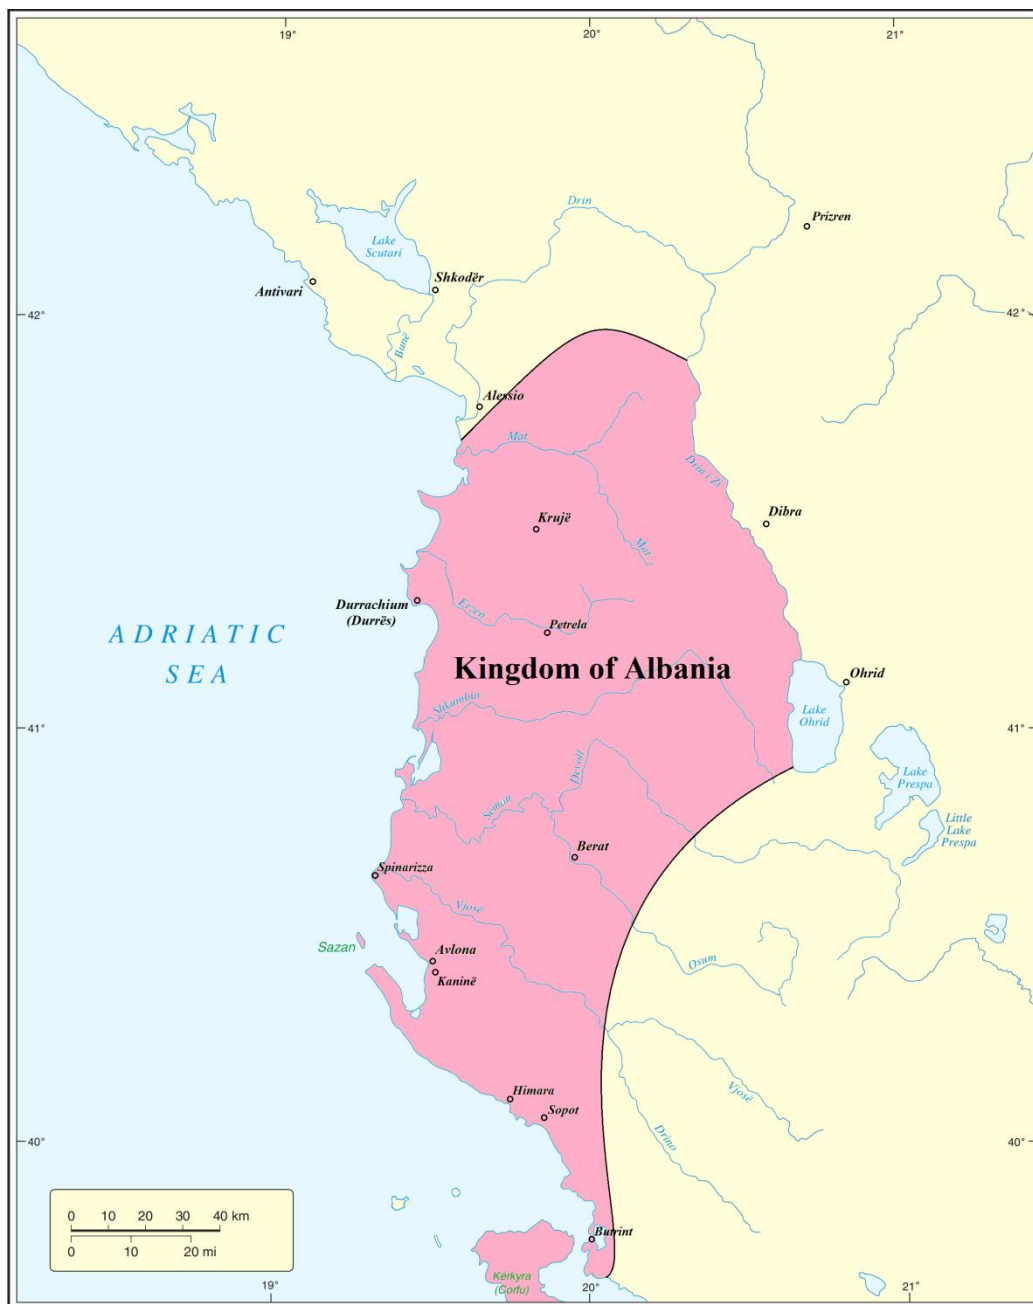 19°
20°
21°
Drin
Prizren
Lake
Scutari
Shkodër
Antivari
42°
42°
Bunë
Alessio
Mat
Drin i Zi
Krujë
Dibra
Mat
Durrachium
(Durrës)
Erzen
Petrela
ADRIATIC
SEA
Kingdom of Albania
Ohrid
Shkumbin
Lake
Ohrid
41°
41°
Devoll
Lake
Prespa
Seman
Little
Lake
Prespa
Berat
Spinarizza
Vjosë
Sazan
Avlona
Kaninë
Osum
Himara
Sopot
Vjosë
Drino
40°
40°
0 10 20 30 40 km
0 10 20 mi
Butrint
Kérkyra
(Corfu)
19°
20°
21°